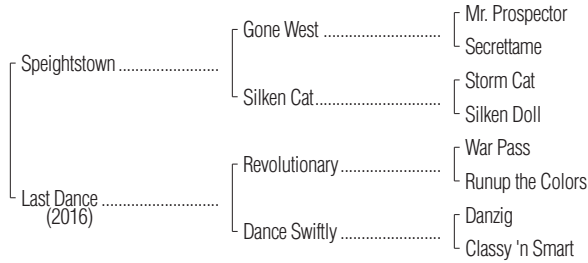 Mr. Prospector
Gone West ........................
Secrettame
Speightstown ....................
Storm Cat
Silken Cat.........................
Silken Doll
War Pass
Revolutionary ....................
Runup the Colors
Last Dance .......................
(2016)
Danzig
Dance Swiftly ....................
Classy 'n Smart